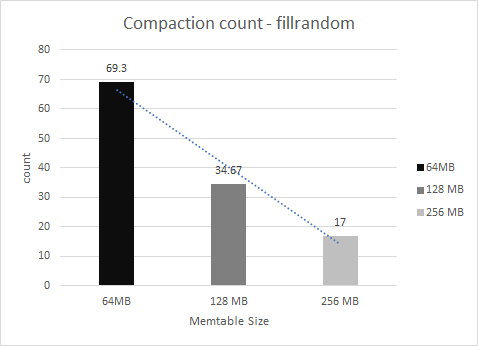 Compaction count - fillrandom
80
70
60
50
40
30
20
10
0
count
69.3
34.67
17
64MB
128 MB
256 MB
Memtable Size
64MB
128 MB
256 MB